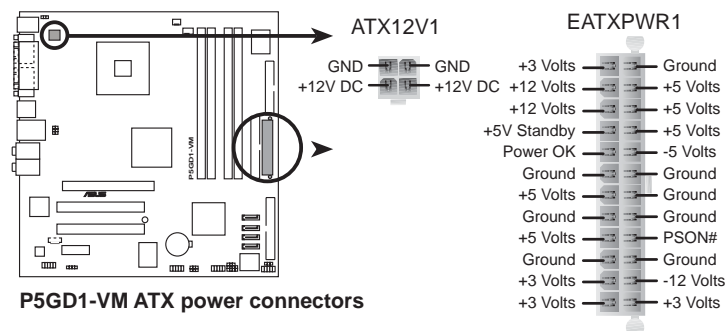 ATX12V1
EATXPWR1
GND
GND
+12V DC
+12V DC
+3 Volts
Ground
+12 Volts
+5 Volts
+12 Volts
+5 Volts
+5V Standby
+5 Volts
Power OK
-5 Volts
Ground
Ground
+5 Volts
Ground
Ground
Ground
+5 Volts
PSON#
Ground
Ground
+3 Volts
-12 Volts
+3 Volts
+3 Volts
P5GD1-VM
ASUS
P5GD1-VM ATX power connectors